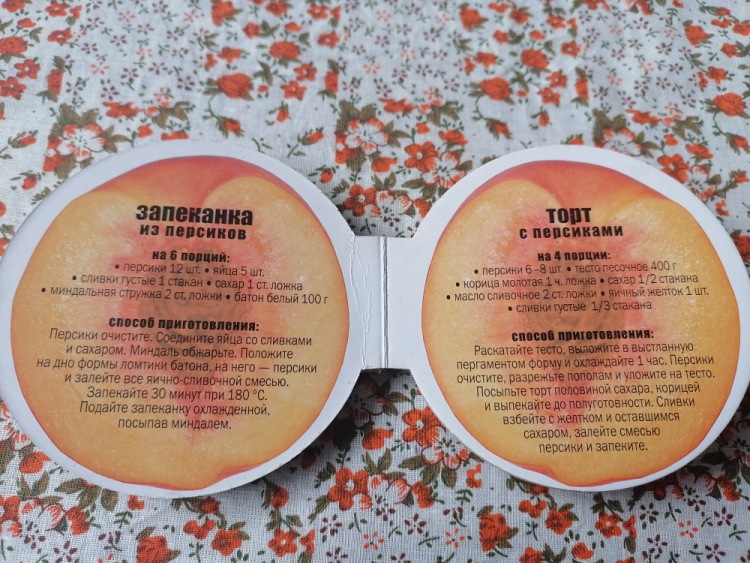 запеканка
из персиков
на 6 порций:
• персики 12 шт. • яйца 5 шт.
• сливки густые 1 стакан • сахар 1 ст. ложка
• миндальная стружка 2 ст. ложки • батон белый 100 г
способ приготовления:
Персики очистите. Соедините яйца со сливками
и сахаром. Миндаль обжарьте. Положите
на дно формы ломтики батона, на него — персики
и залейте все яично-сливочной смесью.
Запекайте 30 минут при 180 °С.
Подайте запеканку охлажденной,
посыпав миндалем.
торт
с персиками
на 4 порции:
• персики 6–8 шт. • тесто песочное 400 г
• корица молотая 1 ч. ложка • сахар 1/2 стакана
• масло сливочное 2 ст. ложки • яичный желток 1 шт.
• сливки густые 1/3 стакана
способ приготовления:
Раскатайте тесто, выложите в выстланную
пергаментом форму и охлаждайте 1 час. Персики
очистите, разрежьте пополам и уложите на тесто.
Посыпьте торт половиной сахара, корицей
и выпекайте до полуготовности. Сливки
взбейте с желтком и оставшимся
сахаром, залейте смесью
персики и запеките.